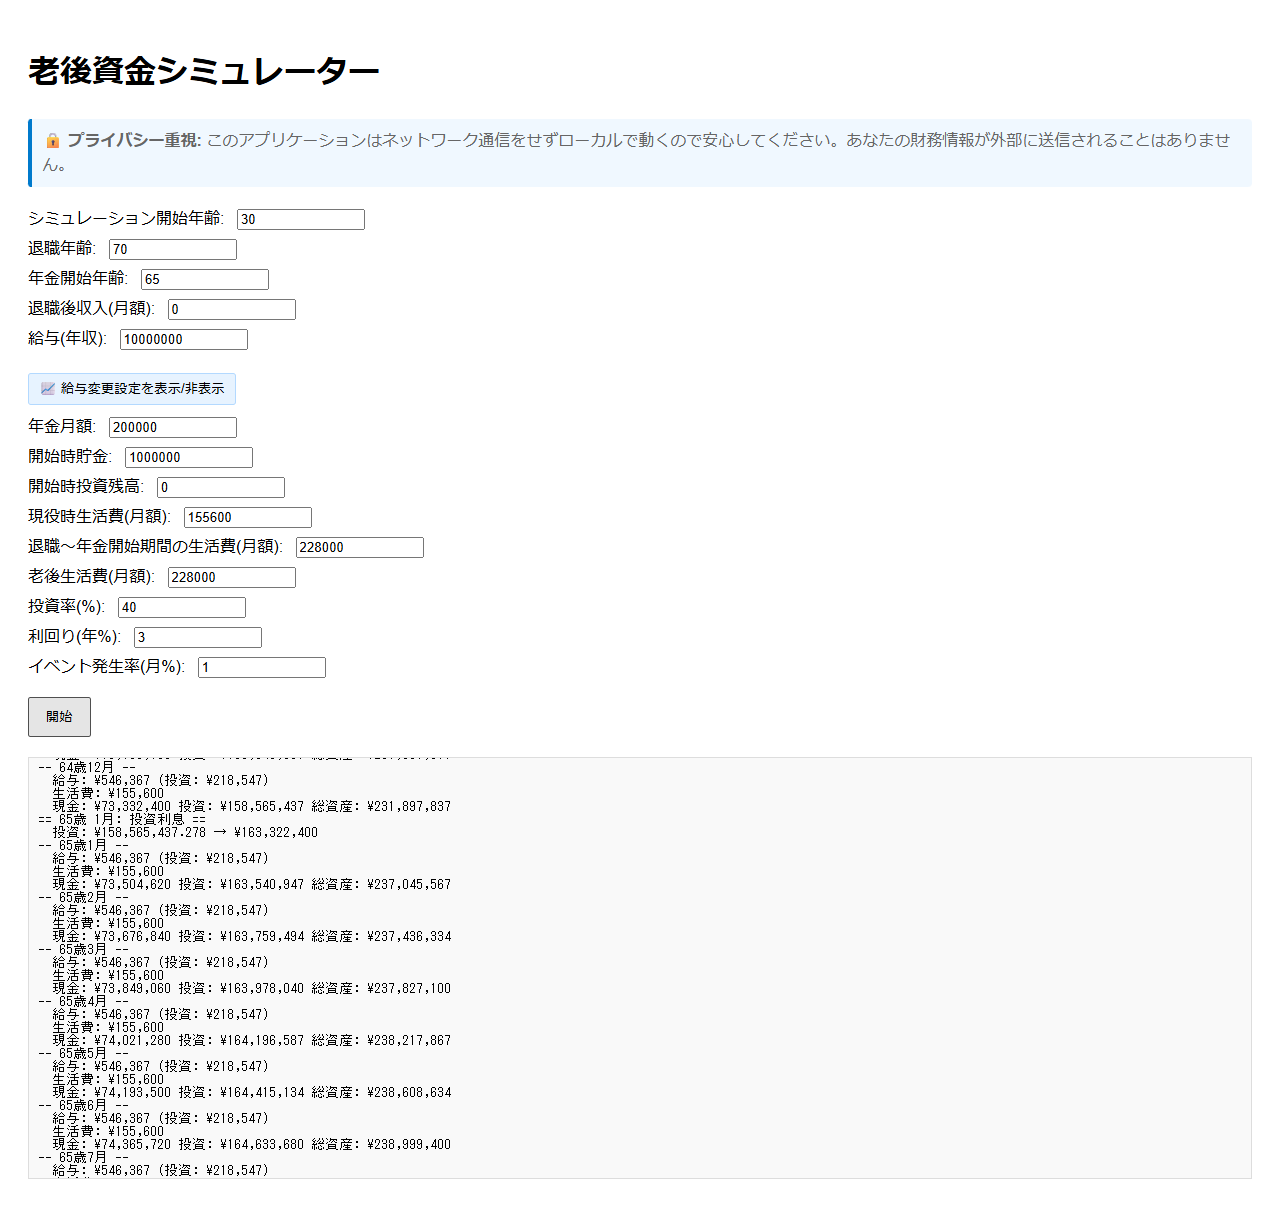 老後資金シミュレーター
🔒 プライバシー重視: このアプリケーションはネットワーク通信をせずローカルで動くので安心してください。あなたの財務情報が外部に送信されることはありませ
ん。
シミュレーション開始年齢: 30
退職年齢: 70
年金開始年齢: 65
退職後収入(月額): 0
給与(年収): 10000000
📈 給与変更設定を表示/非表示
年金月額: 200000
開始時貯金: 1000000
開始時投資残高: 0
現役時生活費(月額): 155600
退職～年金開始期間の生活費(月額): 228000
老後生活費(月額): 228000
投資率(%): 40
利回り(年%): 3
イベント発生率(月%): 1
開始
-- 64歳12月 --
給与: ¥546,367 (投資: ¥218,547)
生活費: ¥155,600
現金: ¥73,332,400 投資: ¥158,565,437 総資産: ¥231,897,837
== 65歳 1月: 投資利息 ==
投資: ¥158,565,437.278 → ¥163,322,400
-- 65歳1月 --
給与: ¥546,367 (投資: ¥218,547)
生活費: ¥155,600
現金: ¥73,504,620 投資: ¥163,540,947 総資産: ¥237,045,567
-- 65歳2月 --
給与: ¥546,367 (投資: ¥218,547)
生活費: ¥155,600
現金: ¥73,676,840 投資: ¥163,759,494 総資産: ¥237,436,334
-- 65歳3月 --
給与: ¥546,367 (投資: ¥218,547)
生活費: ¥155,600
現金: ¥73,849,060 投資: ¥163,978,040 総資産: ¥237,827,100
-- 65歳4月 --
給与: ¥546,367 (投資: ¥218,547)
生活費: ¥155,600
現金: ¥74,021,280 投資: ¥164,196,587 総資産: ¥238,217,867
-- 65歳5月 --
給与: ¥546,367 (投資: ¥218,547)
生活費: ¥155,600
現金: ¥74,193,500 投資: ¥164,415,134 総資産: ¥238,608,634
-- 65歳6月 --
給与: ¥546,367 (投資: ¥218,547)
生活費: ¥155,600
現金: ¥74,365,720 投資: ¥164,633,680 総資産: ¥238,999,400
-- 65歳7月 --
給与: ¥546,367 (投資: ¥218,547)